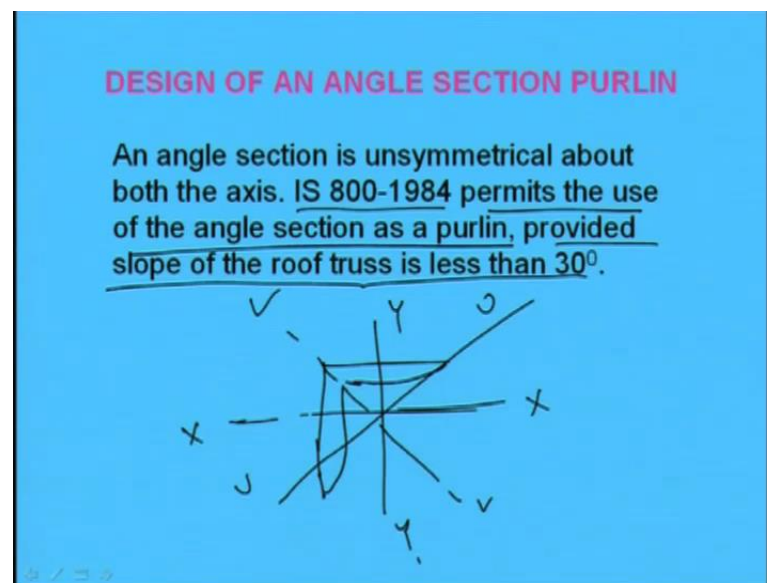 DESIGN OF AN ANGLE SECTION PURLIN
An angle section is unsymmetrical about
both the axis. IS 800-1984 permits the use
of the angle section as a purlin, provided
slope of the roof truss is less than 30⁰.
V Y U
X X
U V
Y